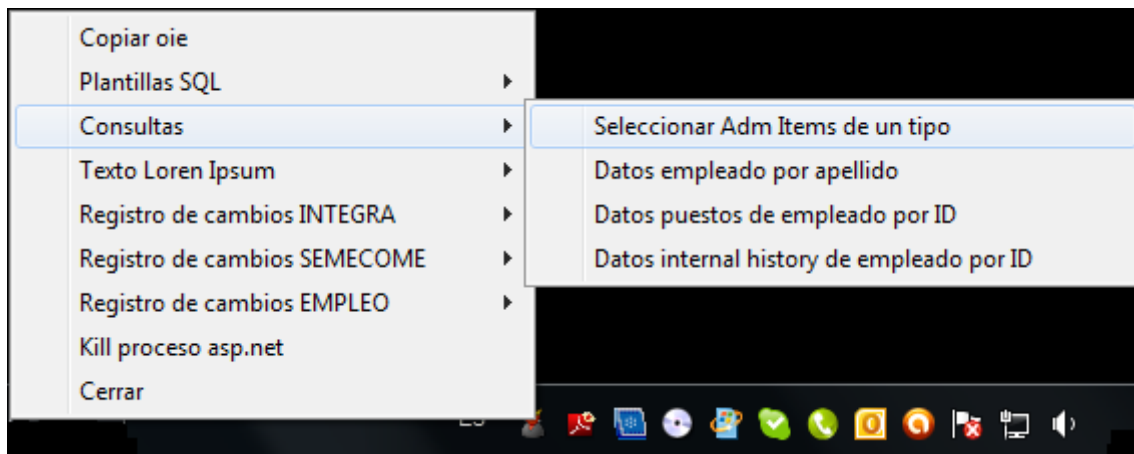 Copiar oie
Plantillas SQL
Consultas
Texto Loren Ipsum
Registro de cambios INTEGRA
Registro de cambios SEMECOME
Registro de cambios EMPLEO
Kill proceso asp.net
Cerrar
Seleccionar Adm Items de un tipo
Datos empleado por apellido
Datos puestos de empleado por ID
Datos internal history de empleado por ID